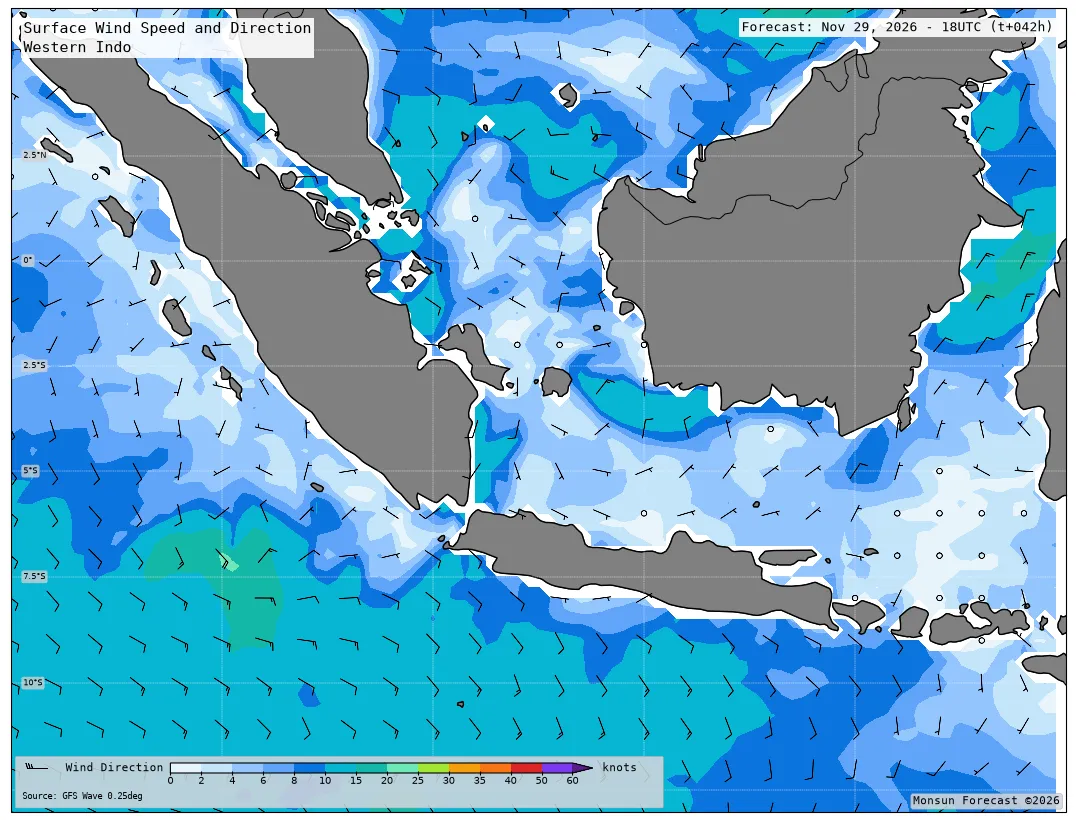 Surface Wind Speed and Direction
Western Indo
Forecast: Nov 29, 2026 - 18UTC (t+042h)
2.5°N
0°
2.5°S
5°S
7.5°S
10°S
Wind Direction
0 2 4 6 8 10 15 20 25 30 40 50 60
knots
Source: GFS Wave 0.25deg
Monsun Forecast ©2026